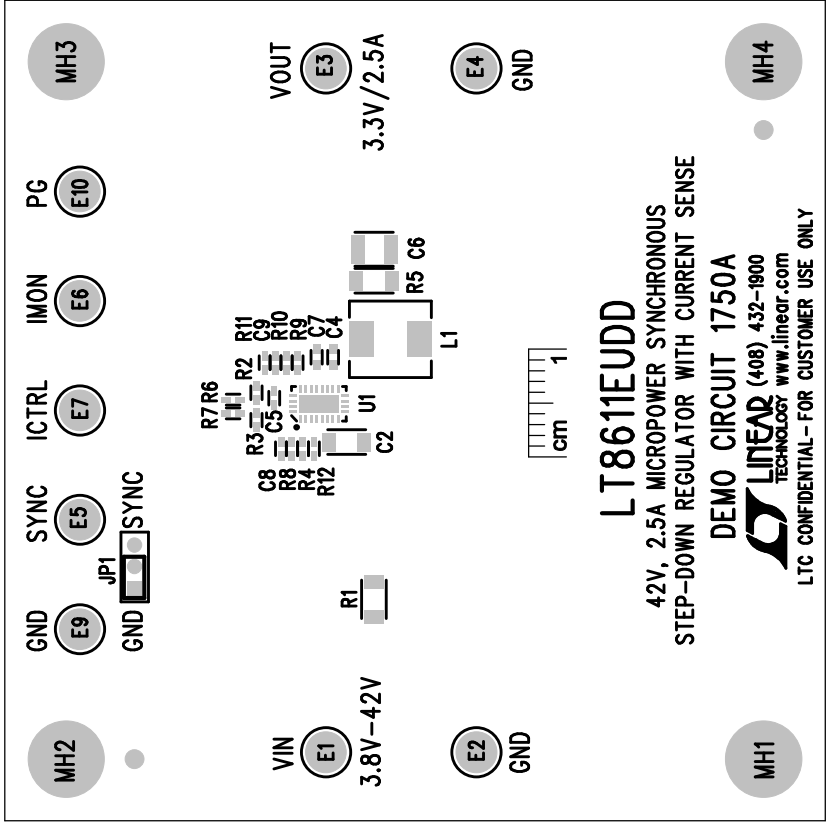 MH3
VOUT
E3
3.3V/2.5A
E4
GND
MH4
PG
E10
IMON
E6
ICTRL
E7
SYNC
E5
GND
E9
JP1
SYNC
GND
R11
C9
R10
R9
C7
C4
R2
R7
R6
R3
C5
U1
C8
R8
R4
R12
C2
C6
R5
L1
1
cm
R1
MH2
VIN
E1
3.8V-42V
E2
GND
MH1
LT8611EUDD
42V, 2.5A MICROPOWER SYNCHRONOUS
STEP-DOWN REGULATOR WITH CURRENT SENSE
DEMO CIRCUIT 1750A
LINEAR (408) 432-1900
TECHNOLOGY www.linear.com
LTC CONFIDENTIAL-FOR CUSTOMER USE ONLY